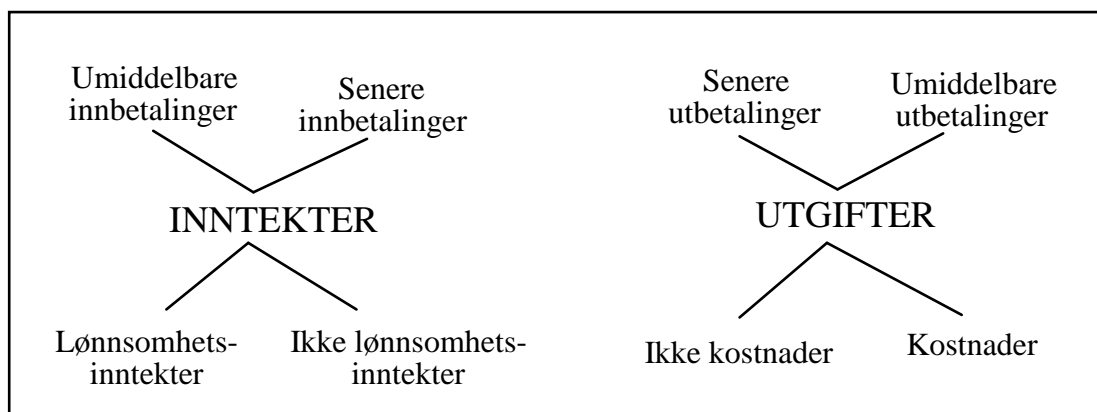 Umiddelbare
innbetalinger
Senere
innbetalinger
Senere
utbetalinger
Umiddelbare
utbetalinger
INNTEKTER
UTGIFTER
Lønnsomhets-
inntekter
Ikke lønnsomhets-
inntekter
Ikke kostnader
Kostnader